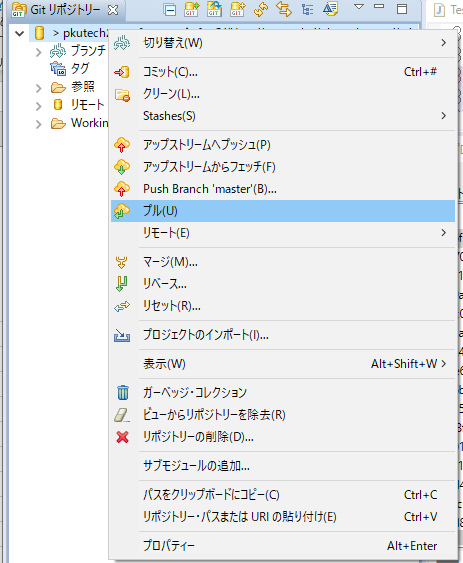 Git リポジトリー
Te
> pkutech
ブランチ
タグ
参照
リモート
Workin
切り替え(W)
コミット(C)... Ctrl+#
クリーン(L)...
Stashes(S)
アップストリームへプッシュ(P)
アップストリームからフェッチ(F)
Push Branch 'master'(B)...
プル(U)
リモート(E)
マージ(M)...
リベース...
リセット(R)...
プロジェクトのインポート(I)...
表示(W) Alt+Shift+W
ガーベッジ・コレクション
ビューからリポジトリーを除去(R)
リポジトリーの削除(D)...
サブモジュールの追加...
パスをクリップボードにコピー(C) Ctrl+C
リポジトリー・パスまたは URI の貼り付け(E) Ctrl+V
プロパティー Alt+Enter